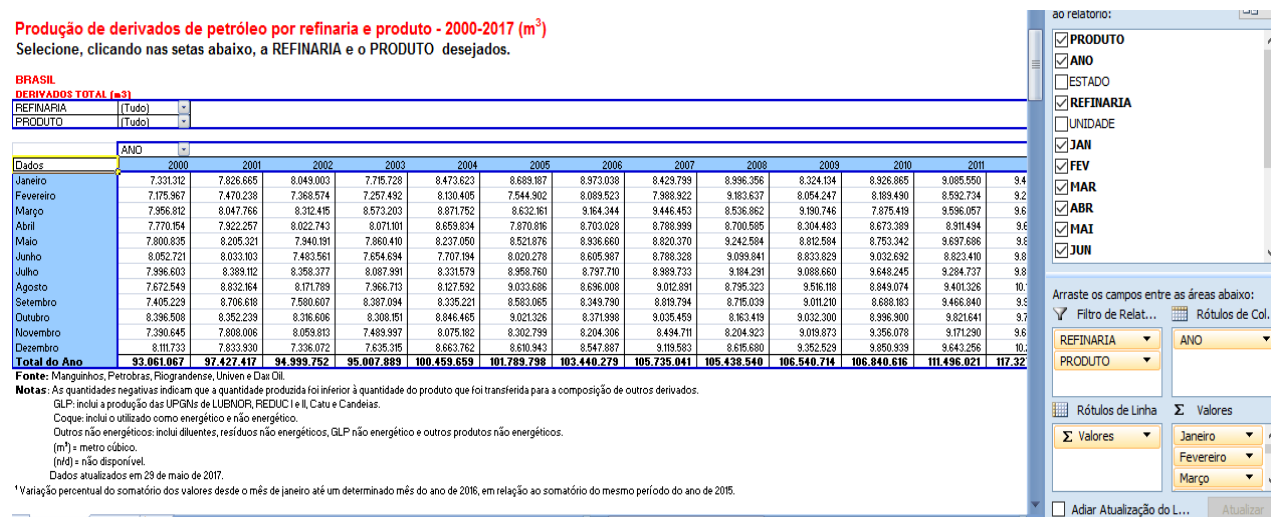 Produção de derivados de petróleo por refinaria e produto - 2000-2017 (m³)
Selecione, clicando nas setas abaixo, a REFINARIA e o PRODUTO desejados.
BRASIL
DERIVADOS TOTAL (m3)
REFINARIA (Tudo)
PRODUTO (Tudo)
ANO
Dados 2000 2001 2002 2003 2004 2005 2006 2007 2008 2009 2010 2011
Janeiro 7.331.312 7.826.665 8.049.003 7.715.728 8.473.623 8.689.187 8.973.038 8.429.799 8.996.356 8.324.134 8.926.865 9.085.550 9.4
Fevereiro 7.175.967 7.470.238 7.368.574 7.257.492 8.130.405 7.544.902 8.089.523 7.988.922 9.183.637 8.054.247 8.189.490 8.592.734 9.2
Março 7.956.812 8.047.766 8.312.415 8.573.203 8.871.752 8.632.161 9.164.344 9.446.453 8.536.862 9.190.746 7.875.419 9.596.057 9.6
Abril 7.770.154 7.922.257 8.022.743 8.071.101 8.659.834 7.870.816 8.703.028 8.788.999 8.700.585 8.304.483 8.673.389 8.911.494 9.6
Maio 7.800.835 8.205.321 7.940.191 7.860.410 8.237.050 8.521.876 8.936.660 8.820.370 9.242.584 8.812.584 8.753.342 9.697.686 9.8
Junho 8.052.721 8.033.103 7.483.561 7.654.694 7.707.194 8.020.278 8.605.987 8.788.328 9.099.841 8.833.829 9.032.692 8.823.410 9.8
Julho 7.996.603 8.389.112 8.358.377 8.087.991 8.331.579 8.958.760 8.797.710 8.989.733 9.184.291 9.088.660 9.648.245 9.284.737 9.8
Agosto 7.672.549 8.832.164 8.171.789 7.966.713 8.127.592 9.033.686 8.696.008 9.012.891 8.795.323 9.516.118 8.849.074 9.401.326 10.
Setembro 7.405.229 8.706.618 7.580.607 8.387.094 8.335.221 8.583.065 8.349.790 8.819.794 8.715.039 9.011.210 8.688.183 9.466.840 9.9
Outubro 8.396.508 8.352.239 8.316.606 8.308.151 8.846.465 9.021.326 8.371.998 9.035.459 8.163.419 9.032.300 8.996.900 9.821.641 9.7
Novembro 7.390.645 7.808.006 8.059.813 7.489.997 8.075.182 8.302.799 8.204.306 8.494.711 8.204.923 9.019.873 9.356.078 9.171.290 9.6
Dezembro 8.111.733 7.833.930 7.336.072 7.635.315 8.663.762 8.610.943 8.547.887 9.119.583 8.615.680 9.352.529 9.850.939 9.643.256 10.
Total do Ano 93.061.067 97.427.417 94.999.752 95.007.889 100.459.659 101.789.798 103.440.279 105.735.041 105.438.540 106.540.714 106.840.616 111.496.021 117.32
Fonte: Manguinhos, Petrobras, Riograndense, Univen e Dax Oil.
Notas: As quantidades negativas indicam que a quantidade produzida foi inferior à quantidade do produto que foi transferida para a composição de outros derivados.
GLP: inclui a produção das UPGNs de LUBNOR, REDUC I e II, Catu e Candeias.
Coque: inclui o utilizado como energético e não energético.
Outros não energéticos: inclui diluentes, resíduos não energéticos, GLP não energético e outros produtos não energéticos.
(m³) = metro cúbico.
(n/d) = não disponível.
Dados atualizados em 29 de maio de 2017.
¹ Variação percentual do somatório dos valores desde o mês de janeiro até um determinado mês do ano de 2016, em relação ao somatório do mesmo período do ano de 2015.
ao relatório:
PRODUTO
ANO
ESTADO
REFINARIA
UNIDADE
JAN
FEV
MAR
ABR
MAI
JUN
Arraste os campos entre as áreas abaixo:
Filtro de Relat... Rótulos de Col.
REFINARIA ANO
PRODUTO
Rótulos de Linha Σ Valores
Σ Valores Janeiro
Fevereiro
Março
Adiar Atualização do L... Atualizar